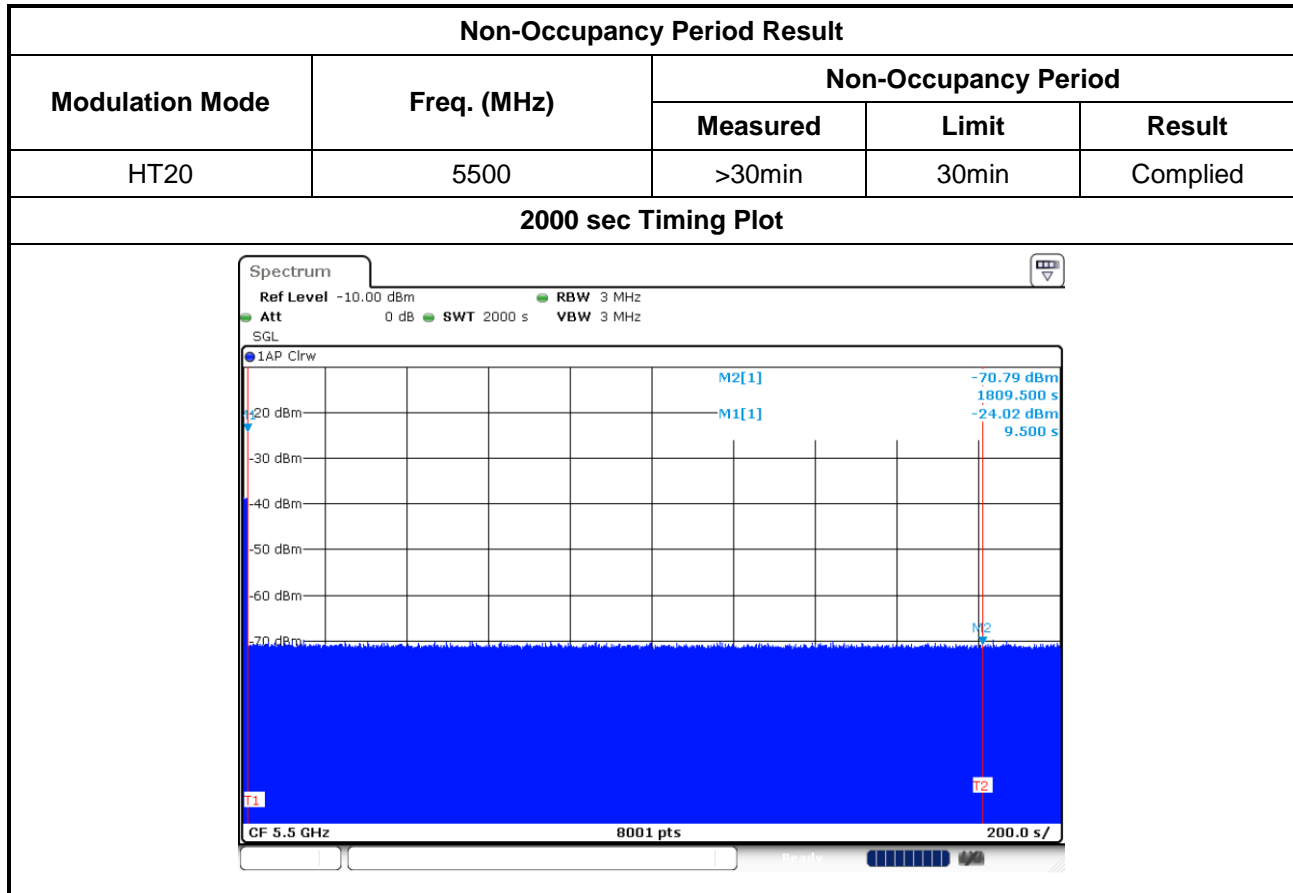 Non-Occupancy Period Result
Modulation Mode
Freq. (MHz)
Non-Occupancy Period
Measured
Limit
Result
HT20
5500
>30min
30min
Complied
2000 sec Timing Plot
Spectrum
Ref Level -10.00 dBm
RBW 3 MHz
Att 0 dB SWT 2000 s VBW 3 MHz
SGL
1AP Clrw
M2[1] -70.79 dBm
1809.500 s
M1[1] -24.02 dBm
9.500 s
-20 dBm
-30 dBm
-40 dBm
-50 dBm
-60 dBm
M2
-70 dBm
T2
T1
CF 5.5 GHz 8001 pts 200.0 s/
Ready